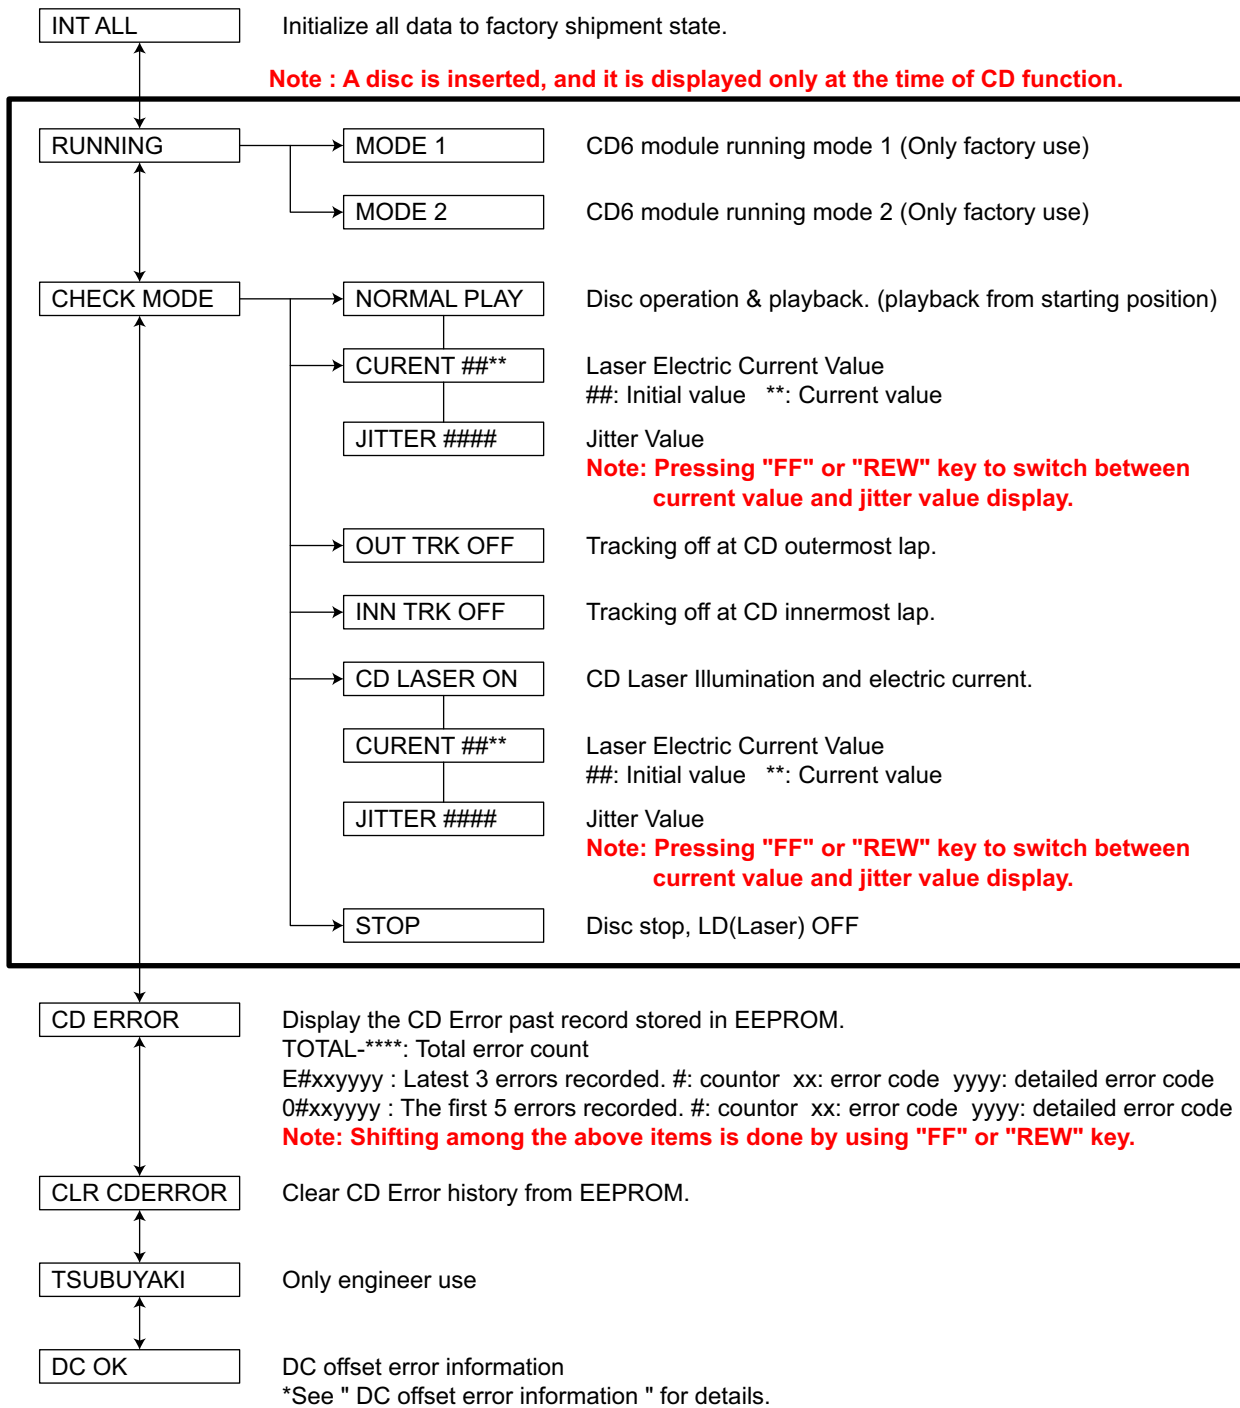 INT ALL Initialize all data to factory shipment state.
Note : A disc is inserted, and it is displayed only at the time of CD function.
RUNNING MODE 1 CD6 module running mode 1 (Only factory use)
MODE 2 CD6 module running mode 2 (Only factory use)
CHECK MODE NORMAL PLAY Disc operation & playback. (playback from starting position)
CURENT ##** Laser Electric Current Value
##: Initial value **: Current value
JITTER #### Jitter Value
Note: Pressing "FF" or "REW" key to switch between
current value and jitter value display.
OUT TRK OFF Tracking off at CD outermost lap.
INN TRK OFF Tracking off at CD innermost lap.
CD LASER ON CD Laser Illumination and electric current.
CURENT ##** Laser Electric Current Value
##: Initial value **: Current value
JITTER #### Jitter Value
Note: Pressing "FF" or "REW" key to switch between
current value and jitter value display.
STOP Disc stop, LD(Laser) OFF
CD ERROR Display the CD Error past record stored in EEPROM.
TOTAL-****: Total error count
E#xxyyyy : Latest 3 errors recorded. #: countor xx: error code yyyy: detailed error code
0#xxyyyy : The first 5 errors recorded. #: countor xx: error code yyyy: detailed error code
Note: Shifting among the above items is done by using "FF" or "REW" key.
CLR CDERROR Clear CD Error history from EEPROM.
TSUBUYAKI Only engineer use
DC OK DC offset error information
*See " DC offset error information " for details.